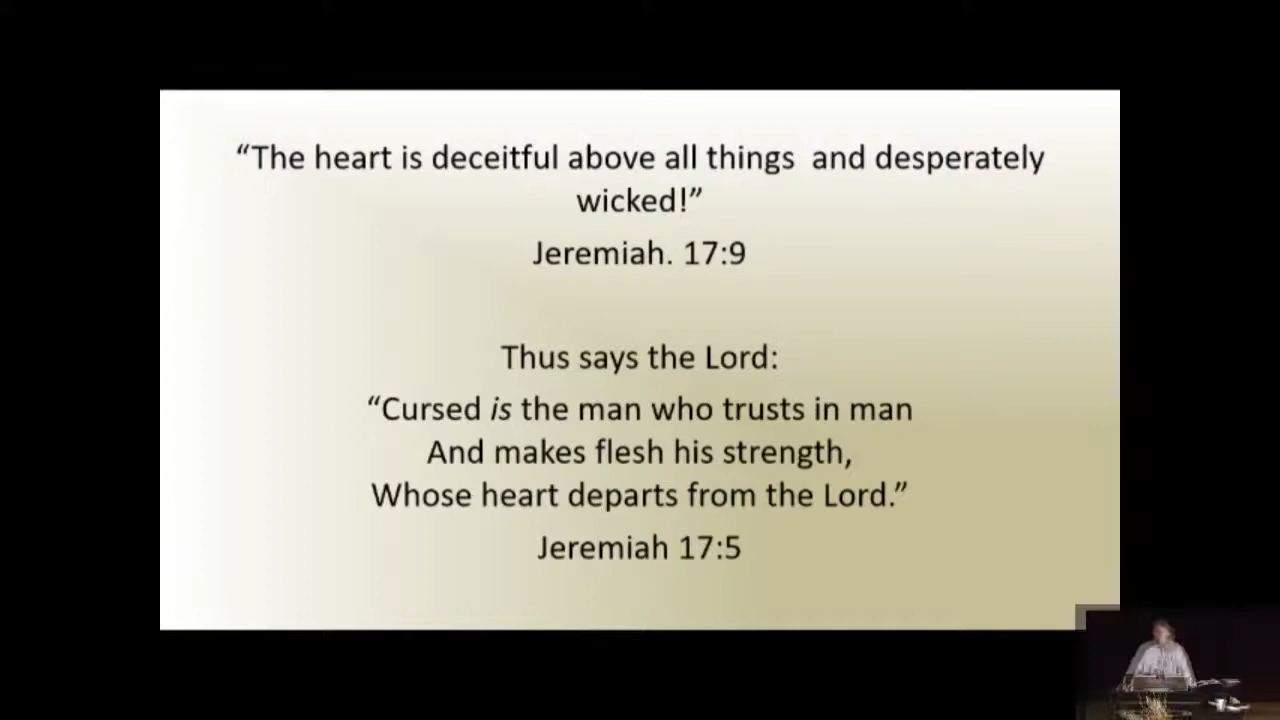 “The heart is deceitful above all things  and desperately
wicked!”
Jeremiah. 17:9
Thus says the Lord:
“Cursed is the man who trusts in man
And makes flesh his strength,
Whose heart departs from the Lord.”
Jeremiah 17:5